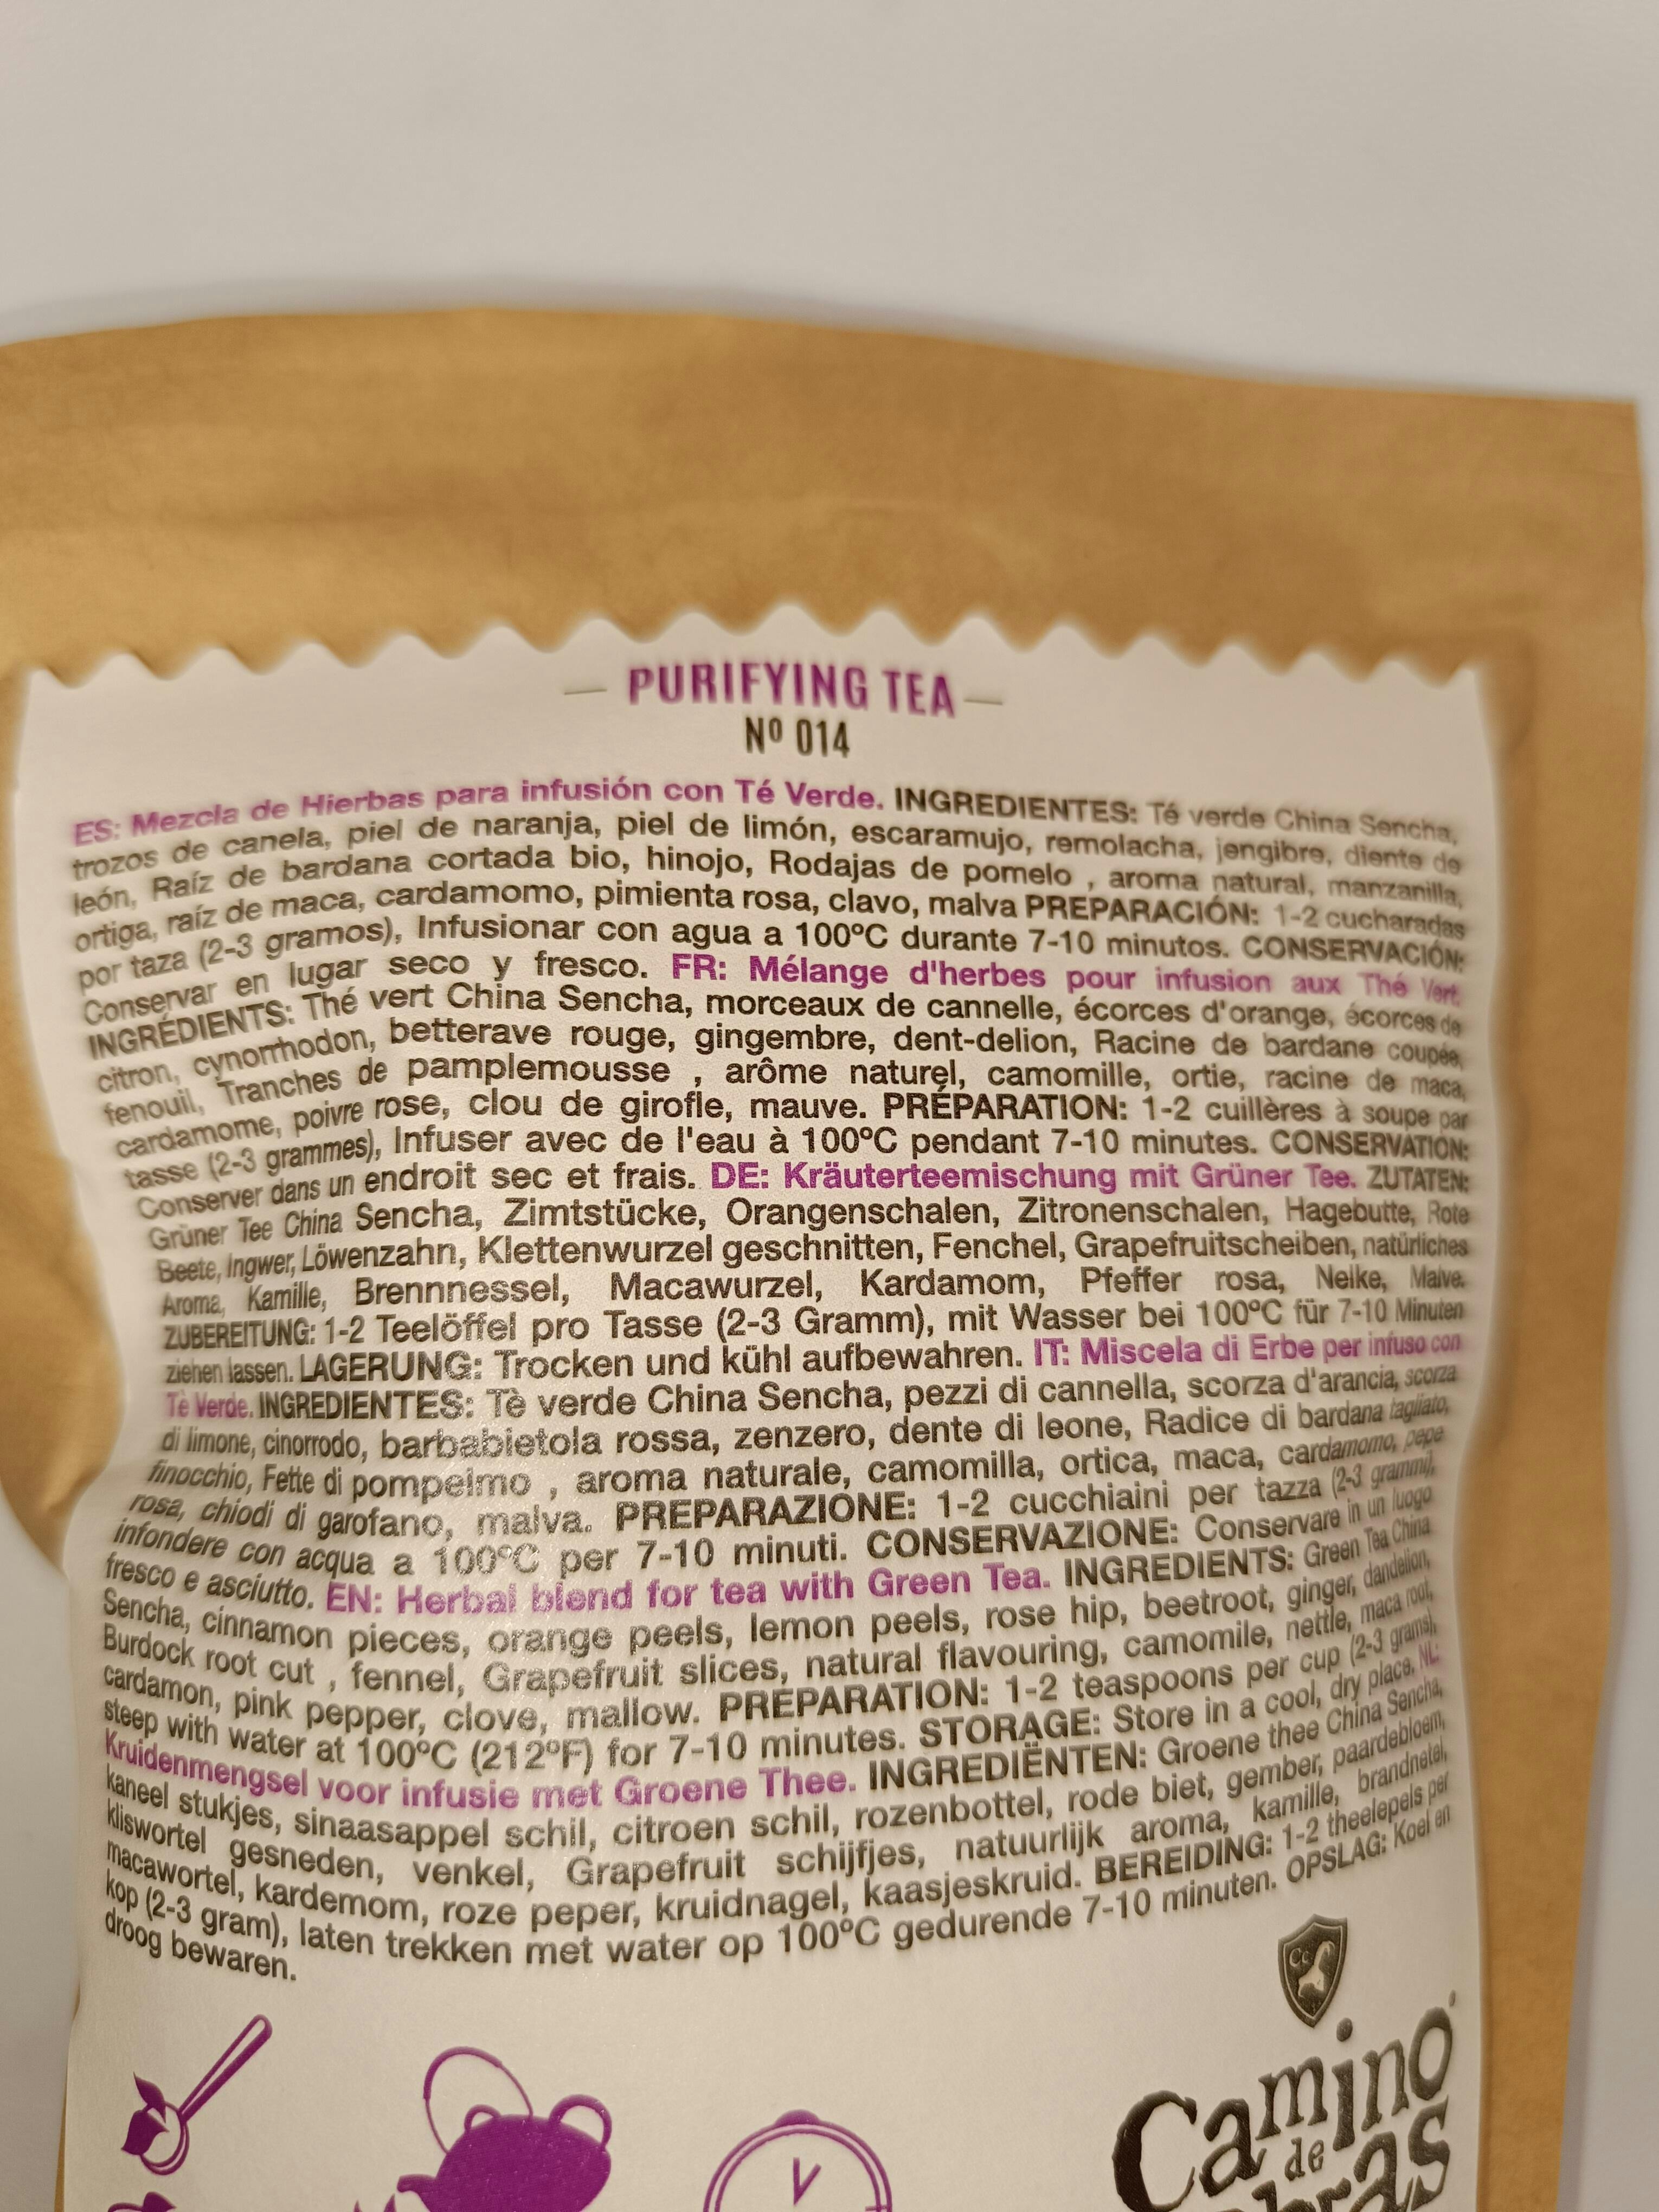 PURIFYING TEA
Nº 014
ES: Mezcla de Hierbas para infusión con Té Verde. INGREDIENTES: Té verde China Sencha,
trozos de canela, piel de naranja, piel de limón, escaramujo, remolacha, jengibre, diente de
león, Raíz de bardana cortada bio, hinojo, Rodajas de pomelo , aroma natural, manzanilla,
ortiga, raíz de maca, cardamomo, pimienta rosa, clavo, malva PREPARACIÓN: 1-2 cucharadas
por taza (2-3 gramos), Infusionar con agua a 100ºC durante 7-10 minutos. CONSERVACIÓN:
Conservar en lugar seco y fresco. FR: Mélange d'herbes pour infusion aux Thé Vert.
INGRÉDIENTS: Thé vert China Sencha, morceaux de cannelle, écorces d'orange, écorces de
citron, cynorrhodon, betterave rouge, gingembre, dent-delion, Racine de bardane coupée,
fenouil, Tranches de pamplemousse , arôme naturel, camomille, ortie, racine de maca,
cardamome, poivre rose, clou de girofle, mauve. PRÉPARATION: 1-2 cuillères à soupe par
tasse (2-3 grammes), Infuser avec de l'eau à 100ºC pendant 7-10 minutes. CONSERVATION:
Conserver dans un endroit sec et frais. DE: Kräuterteemischung mit Grüner Tee. ZUTATEN:
Grüner Tee China Sencha, Zimtstücke, Orangenschalen, Zitronenschalen, Hagebutte, Rote
Beete, Ingwer, Löwenzahn, Klettenwurzel geschnitten, Fenchel, Grapefruitscheiben, natürliches
Aroma, Kamille, Brennnessel, Macawurzel, Kardamom, Pfeffer rosa, Nelke, Malve.
ZUBEREITUNG: 1-2 Teelöffel pro Tasse (2-3 Gramm), mit Wasser bei 100ºC für 7-10 Minuten
ziehen lassen. LAGERUNG: Trocken und kühl aufbewahren. IT: Miscela di Erbe per infuso con
Tè Verde. INGREDIENTES: Tè verde China Sencha, pezzi di cannella, scorza d'arancia, scorza
di limone, cinorrodo, barbabietola rossa, zenzero, dente di leone, Radice di bardana tagliato,
finocchio, Fette di pompelmo , aroma naturale, camomilla, ortica, maca, cardamomo, pepe
rosa, chiodi di garofano, malva. PREPARAZIONE: 1-2 cucchiaini per tazza (2-3 grammi),
infondere con acqua a 100ºC per 7-10 minuti. CONSERVAZIONE: Conservare in un luogo
fresco e asciutto. EN: Herbal blend for tea with Green Tea. INGREDIENTS: Green Tea China
Sencha, cinnamon pieces, orange peels, lemon peels, rose hip, beetroot, ginger, dandelion,
Burdock root cut , fennel, Grapefruit slices, natural flavouring, camomile, nettle, maca root,
cardamon, pink pepper, clove, mallow. PREPARATION: 1-2 teaspoons per cup (2-3 grams),
steep with water at 100ºC (212ºF) for 7-10 minutes. STORAGE: Store in a cool, dry place. NL:
Kruidenmengsel voor infusie met Groene Thee. INGREDIËNTEN: Groene thee China Sencha,
kaneel stukjes, sinaasappel schil, citroen schil, rozenbottel, rode biet, gember, paardebloem,
kliswortel gesneden, venkel, Grapefruit schijfjes, natuurlijk aroma, kamille, brandnetel,
macawortel, kardemom, roze peper, kruidnagel, kaasjeskruid. BEREIDING: 1-2 theelepels per
kop (2-3 gram), laten trekken met water op 100ºC gedurende 7-10 minuten. OPSLAG: Koel en
droog bewaren.
Cc
Camino
de